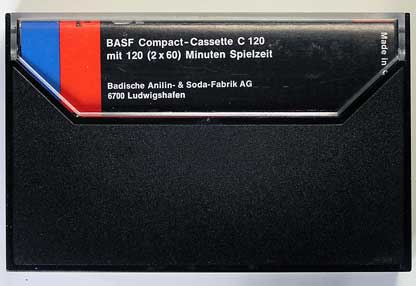 BASF Compact-Cassette C 120
mit 120 (2 x 60) Minuten Spielzeit
Badische Anilin- & Soda-Fabrik AG
6700 Ludwigshafen
Made in